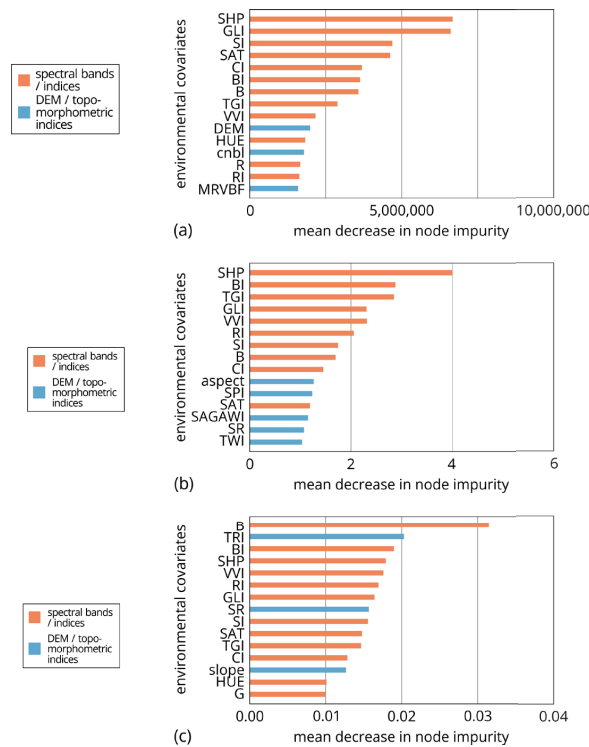 SHP
GLI
SI
SAT
CI
BI
B
TGI
VVI
DEM
HUE
cnbl
R
RI
MRVBF
environmental covariates
spectral bands
/ indices
DEM / topo-
morphometric
indices
0 5,000,000 10,000,000
(a) mean decrease in node impurity
SHP
BI
TGI
GLI
VVI
RI
SI
B
CI
aspect
SPI
SAT
SAGAWI
SR
TWI
environmental covariates
spectral bands
/ indices
DEM / topo-
morphometric
indices
0 2 4 6
(b) mean decrease in node impurity
B
TRI
BI
SHP
VVI
RI
GLI
SR
SI
SAT
TGI
CI
slope
HUE
G
environmental covariates
spectral bands
/ indices
DEM / topo-
morphometric
indices
0.00 0.01 0.02 0.03 0.04
(c) mean decrease in node impurity